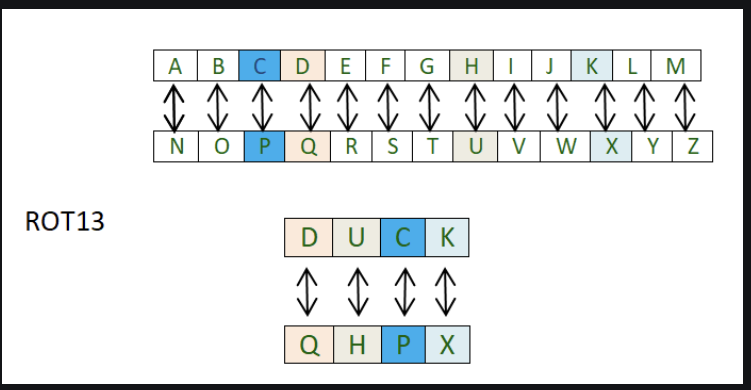 A B C D E F G H I J K L M
N O P Q R S T U V W X Y Z
ROT13
D U C K
Q H P X